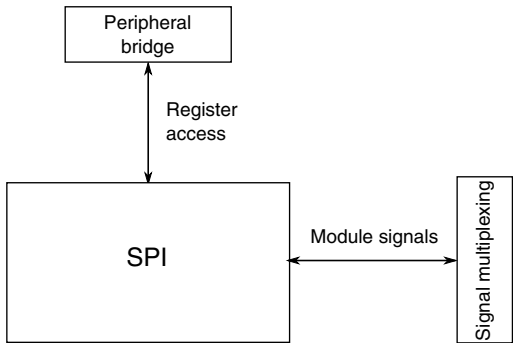 Peripheral
bridge
Register
access
SPI
Module signals
Signal multiplexing